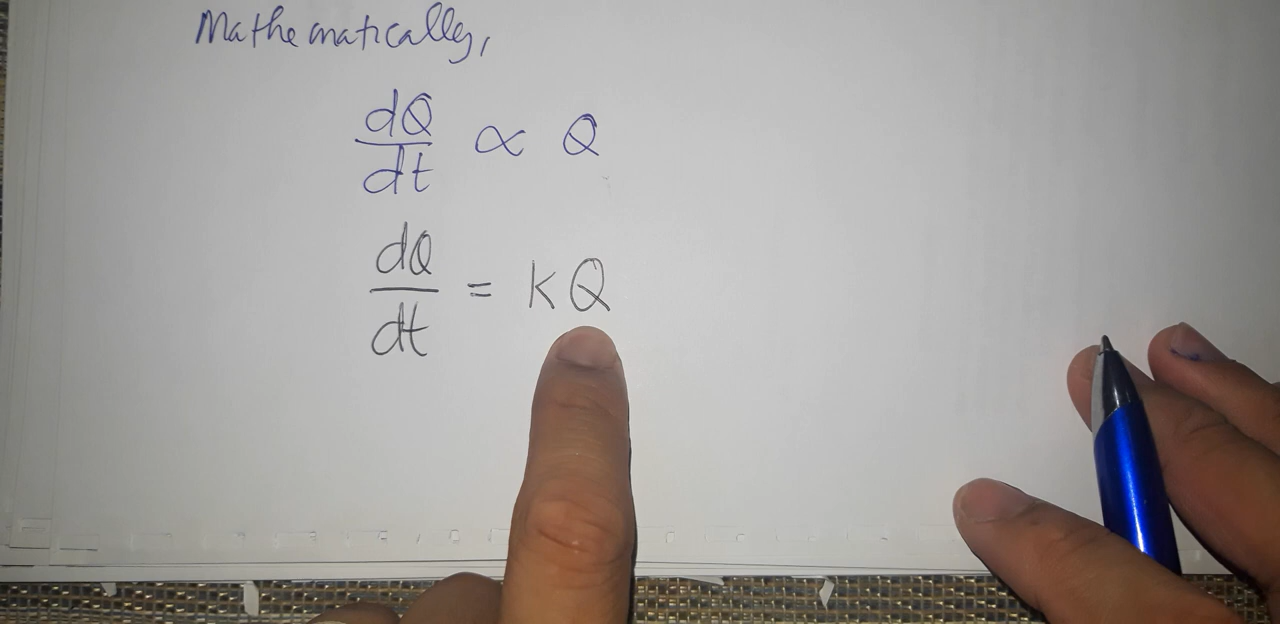 Mathematically,
dQ/dt ∝ Q
dQ/dt = kQ